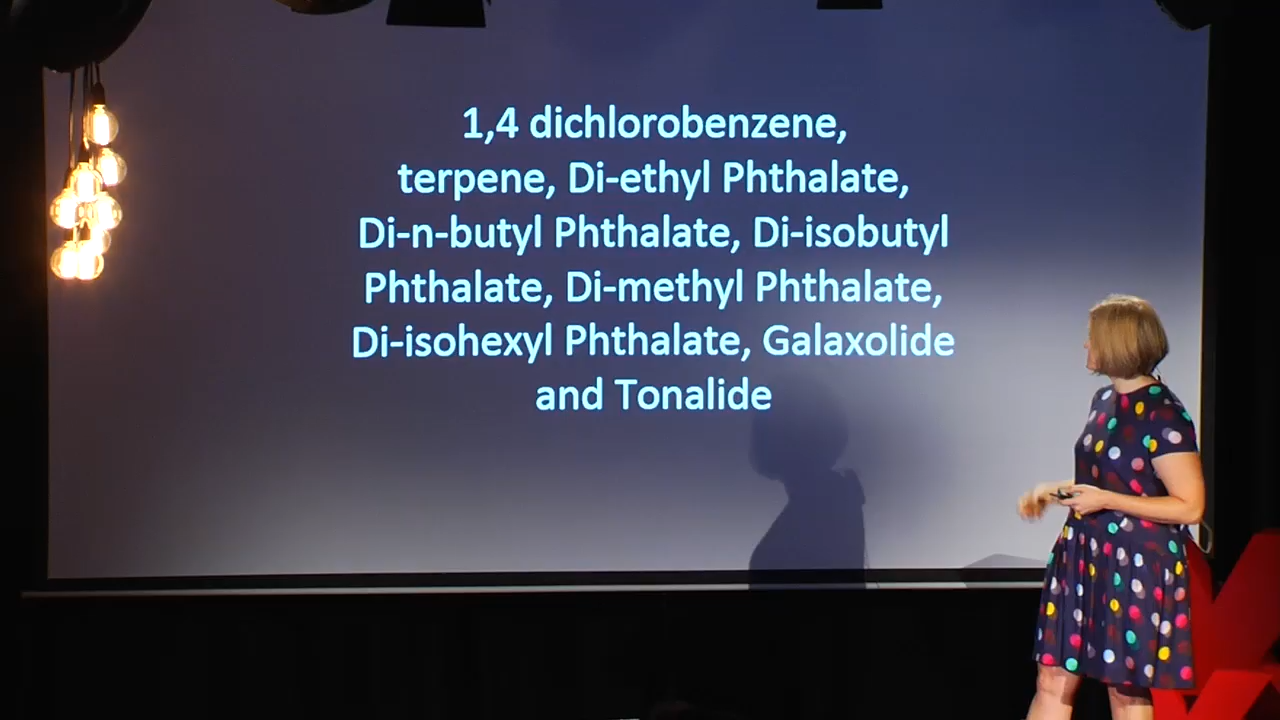 1,4 dichlorobenzene,
terpene, Di-ethyl Phthalate,
Di-n-butyl Phthalate, Di-isobutyl
Phthalate, Di-methyl Phthalate,
Di-isohexyl Phthalate, Galaxolide
and Tonalide